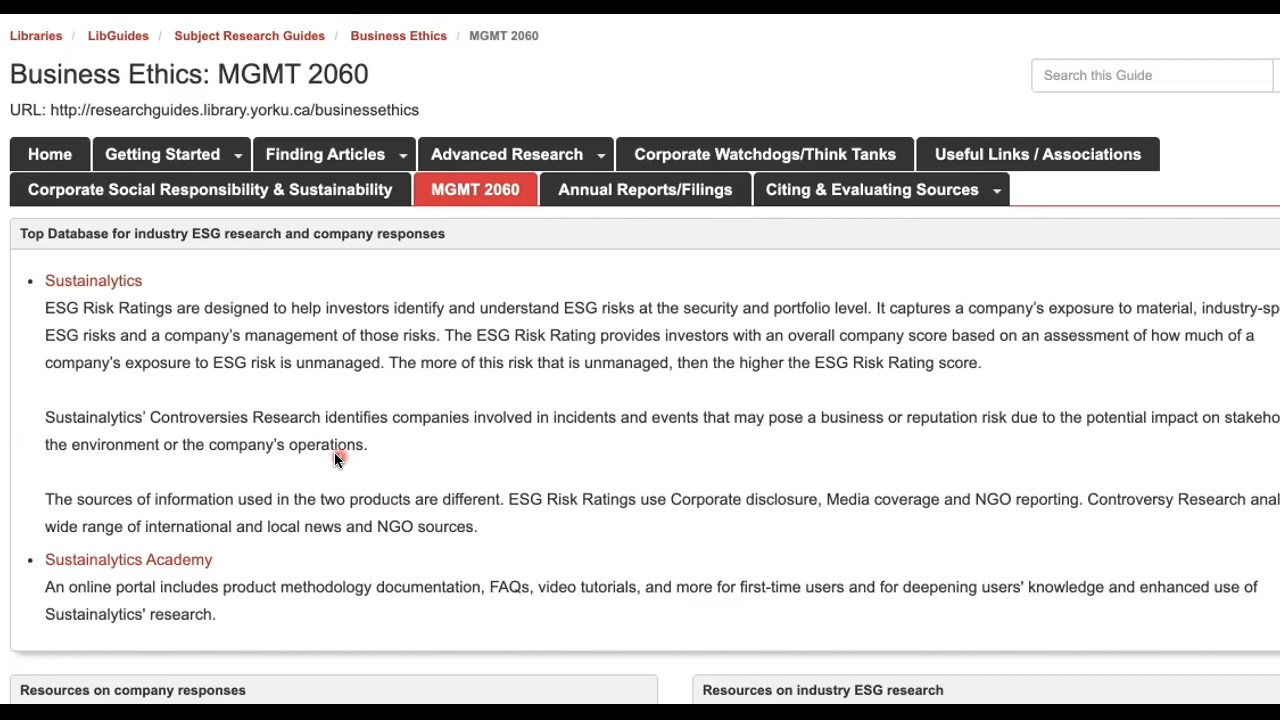 Libraries / LibGuides / Subject Research Guides / Business Ethics / MGMT 2060
Business Ethics: MGMT 2060
Search this Guide
URL: http://researchguides.library.yorku.ca/businessethics
Home Getting Started Finding Articles Advanced Research Corporate Watchdogs/Think Tanks Useful Links / Associations
Corporate Social Responsibility & Sustainability MGMT 2060 Annual Reports/Filings Citing & Evaluating Sources
Top Database for industry ESG research and company responses
• Sustainalytics
ESG Risk Ratings are designed to help investors identify and understand ESG risks at the security and portfolio level. It captures a company's exposure to material, industry-sp
ESG risks and a company's management of those risks. The ESG Risk Rating provides investors with an overall company score based on an assessment of how much of a
company's exposure to ESG risk is unmanaged. The more of this risk that is unmanaged, then the higher the ESG Risk Rating score.
Sustainalytics' Controversies Research identifies companies involved in incidents and events that may pose a business or reputation risk due to the potential impact on stakeho
the environment or the company's operations.
The sources of information used in the two products are different. ESG Risk Ratings use Corporate disclosure, Media coverage and NGO reporting. Controversy Research anal
wide range of international and local news and NGO sources.
• Sustainalytics Academy
An online portal includes product methodology documentation, FAQs, video tutorials, and more for first-time users and for deepening users' knowledge and enhanced use of
Sustainalytics' research.
Resources on company responses
Resources on industry ESG research